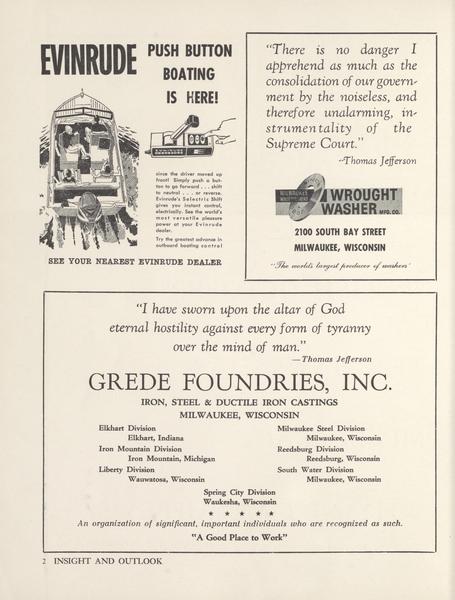 EVINRUDE
PUSH BUTTON
BOATING
IS HERE!
since the driver moved up
front! Simply push a but-
ton to go forward . . . shift
to neutral . . . or reverse.
Evinrude's Selectric Shift
gives you instant control,
electrically. See the world's
most versatile pleasure
power at your Evinrude
dealer.
Try the greatest advance in
outboard boating control
SEE YOUR NEAREST EVINRUDE DEALER
"There is no danger I
apprehend as much as the
consolidation of our govern-
ment by the noiseless, and
therefore unalarming, in-
strumentality of the
Supreme Court."
--Thomas Jefferson
WROUGHT
WASHER MFG. CO.
2100 SOUTH BAY STREET
MILWAUKEE, WISCONSIN
"The world's largest producer of washers"
"I have sworn upon the altar of God
eternal hostility against every form of tyranny
over the mind of man."
—Thomas Jefferson
GREDE FOUNDRIES, INC.
IRON, STEEL & DUCTILE IRON CASTINGS
MILWAUKEE, WISCONSIN
Elkhart Division
Elkhart, Indiana
Iron Mountain Division
Iron Mountain, Michigan
Liberty Division
Wauwatosa, Wisconsin
Milwaukee Steel Division
Milwaukee, Wisconsin
Reedsburg Division
Reedsburg, Wisconsin
South Water Division
Milwaukee, Wisconsin
Spring City Division
Waukesha, Wisconsin
* * * * *
An organization of significant, important individuals who are recognized as such.
"A Good Place to Work"
2 INSIGHT AND OUTLOOK